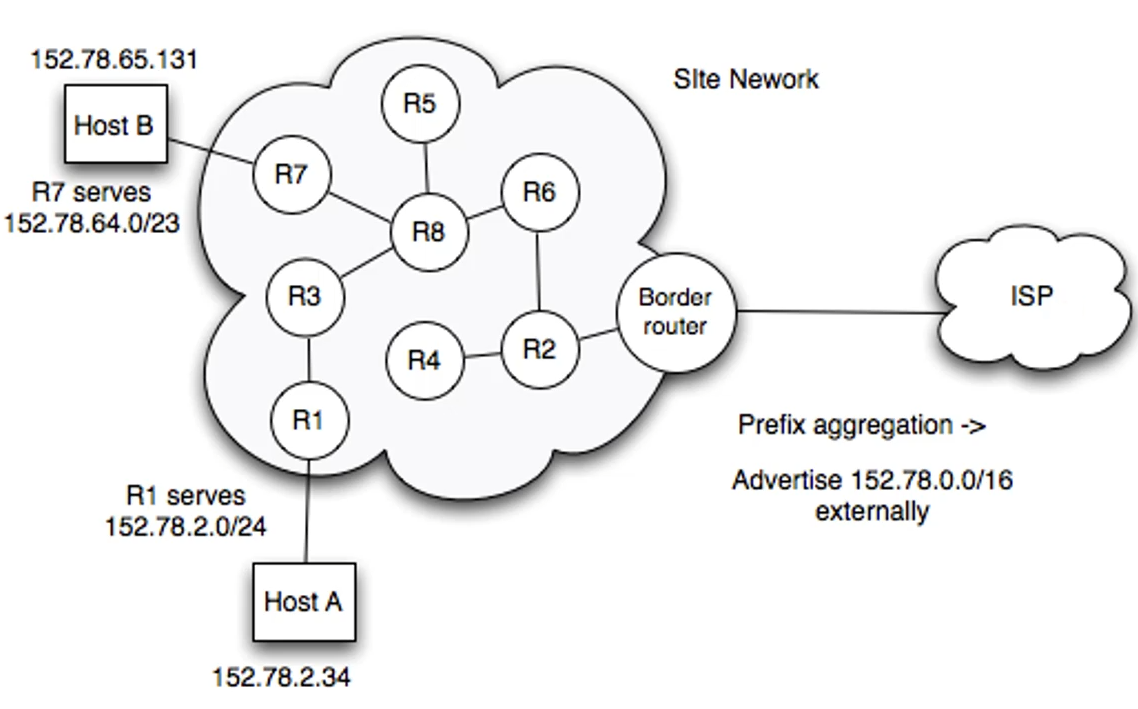 152.78.65.131
SIte Nework
Host B
R5
R7
R6
R7 serves
152.78.64.0/23
R8
R3
Border
router
ISP
R4
R2
R1
Prefix aggregation ->
Advertise 152.78.0.0/16
externally
R1 serves
152.78.2.0/24
Host A
152.78.2.34